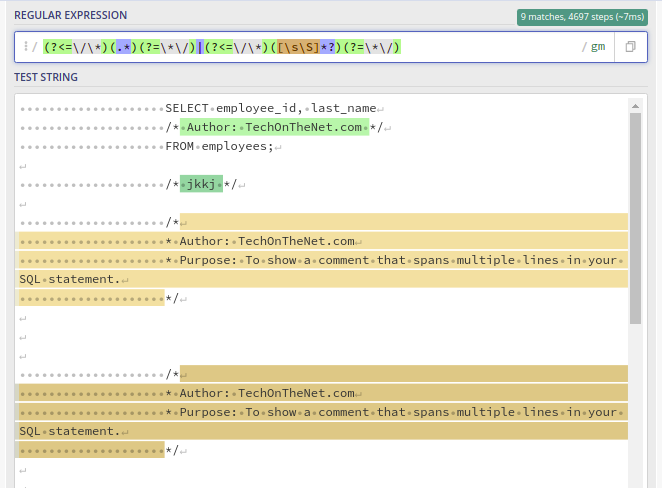 REGULAR EXPRESSION
9 matches, 4697 steps (~7ms)
/ (?<=\/\*)(.*)(?=\*\/)|(?<=\/\*)([\s\S]*?)(?=\*\/) / gm
TEST STRING
SELECT employee_id, last_name
/* Author: TechOnTheNet.com */
FROM employees;
/* jkkj */
/*
* Author: TechOnTheNet.com
* Purpose: To show a comment that spans multiple lines in your
SQL statement.
*/
/*
* Author: TechOnTheNet.com
* Purpose: To show a comment that spans multiple lines in your
SQL statement.
*/